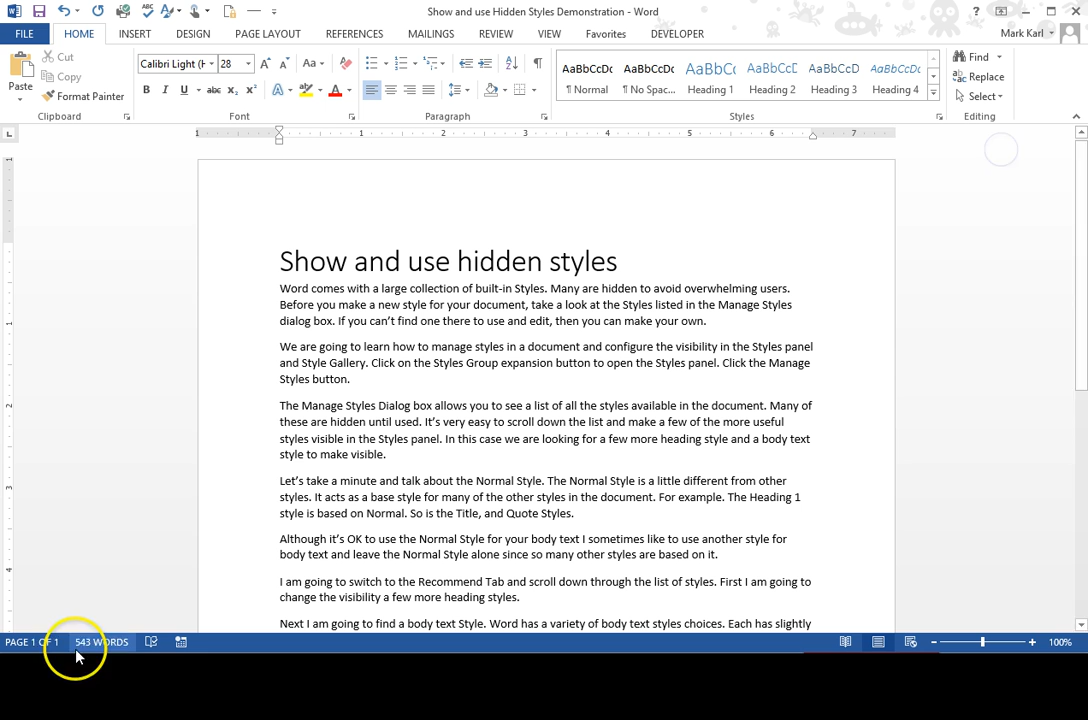 Show and use Hidden Styles Demonstration - Word
FILE HOME INSERT DESIGN PAGE LAYOUT REFERENCES MAILINGS REVIEW VIEW Favorites DEVELOPER Mark Karl
Paste
Cut
Copy
Format Painter
Clipboard
Calibri Light (H 28
Font
Paragraph
AaBbCcDc AaBbCcDc AaBbCc AaBbCcD AaBbCcD AaBbCcDc
¶ Normal ¶ No Spac... Heading 1 Heading 2 Heading 3 Heading 4
Styles
Find
Replace
Select
Editing
1 1 2 3 4 5 6 7
Show and use hidden styles
Word comes with a large collection of built-in Styles. Many are hidden to avoid overwhelming users.
Before you make a new style for your document, take a look at the Styles listed in the Manage Styles
dialog box. If you can't find one there to use and edit, then you can make your own.
We are going to learn how to manage styles in a document and configure the visibility in the Styles panel
and Style Gallery. Click on the Styles Group expansion button to open the Styles panel. Click the Manage
Styles button.
The Manage Styles Dialog box allows you to see a list of all the styles available in the document. Many of
these are hidden until used. It's very easy to scroll down the list and make a few of the more useful
styles visible in the Styles panel. In this case we are looking for a few more heading style and a body text
style to make visible.
Let's take a minute and talk about the Normal Style. The Normal Style is a little different from other
styles. It acts as a base style for many of the other styles in the document. For example. The Heading 1
style is based on Normal. So is the Title, and Quote Styles.
Although it's OK to use the Normal Style for your body text I sometimes like to use another style for
body text and leave the Normal Style alone since so many other styles are based on it.
I am going to switch to the Recommend Tab and scroll down through the list of styles. First I am going to
change the visibility a few more heading styles.
Next I am going to find a body text Style. Word has a variety of body text styles choices. Each has slightly
PAGE 1 OF 1 543 WORDS 100%